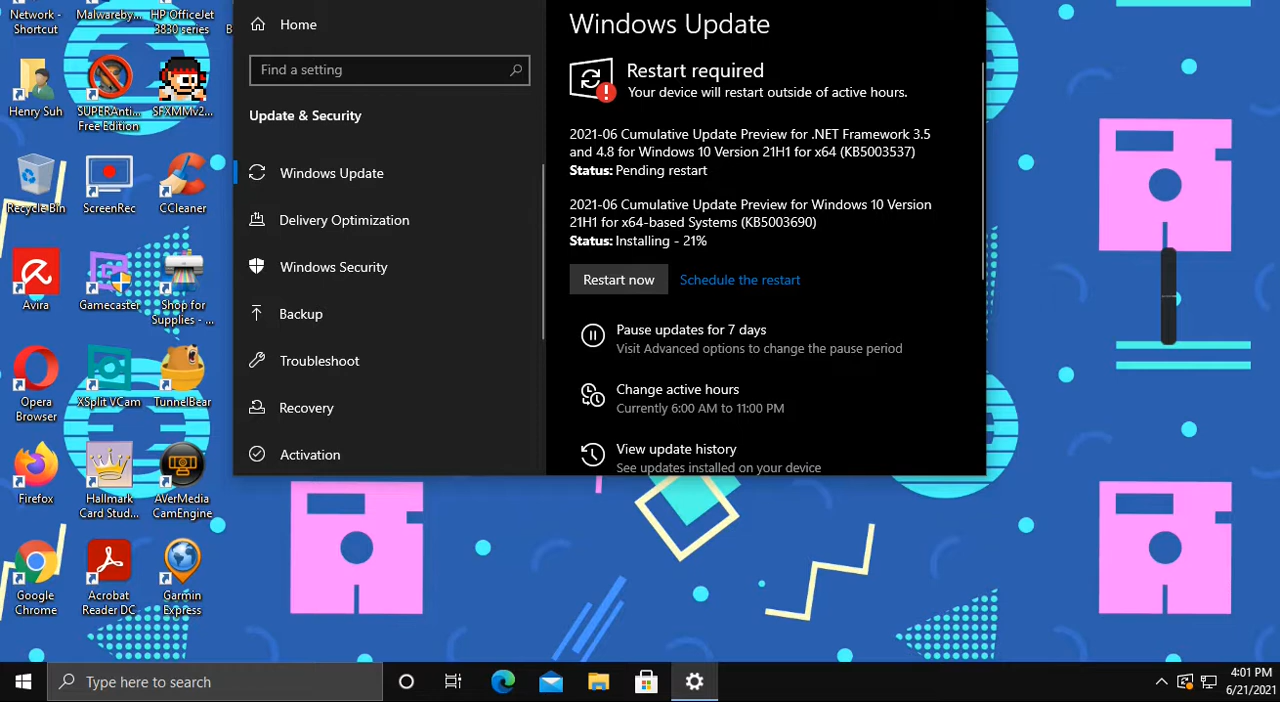 Network -
Shortcut
Malwareby...
HP OfficeJet
3830 series
Henry Suh
SUPERAnti...
Free Edition
SFXMMv2...
Recycle Bin
ScreenRec
CCleaner
Avira
Gamecaster
Shop for
Supplies - ...
Opera
Browser
XSplit VCam
TunnelBear
Firefox
Hallmark
Card Stud...
AVerMedia
CamEngine
Google
Chrome
Acrobat
Reader DC
Garmin
Express
Home
Find a setting
Update & Security
Windows Update
Delivery Optimization
Windows Security
Backup
Troubleshoot
Recovery
Activation
Windows Update
Restart required
Your device will restart outside of active hours.
2021-06 Cumulative Update Preview for .NET Framework 3.5
and 4.8 for Windows 10 Version 21H1 for x64 (KB5003537)
Status: Pending restart
2021-06 Cumulative Update Preview for Windows 10 Version
21H1 for x64-based Systems (KB5003690)
Status: Installing - 21%
Restart now
Schedule the restart
Pause updates for 7 days
Visit Advanced options to change the pause period
Change active hours
Currently 6:00 AM to 11:00 PM
View update history
See updates installed on your device
Type here to search
4:01 PM
6/21/2021